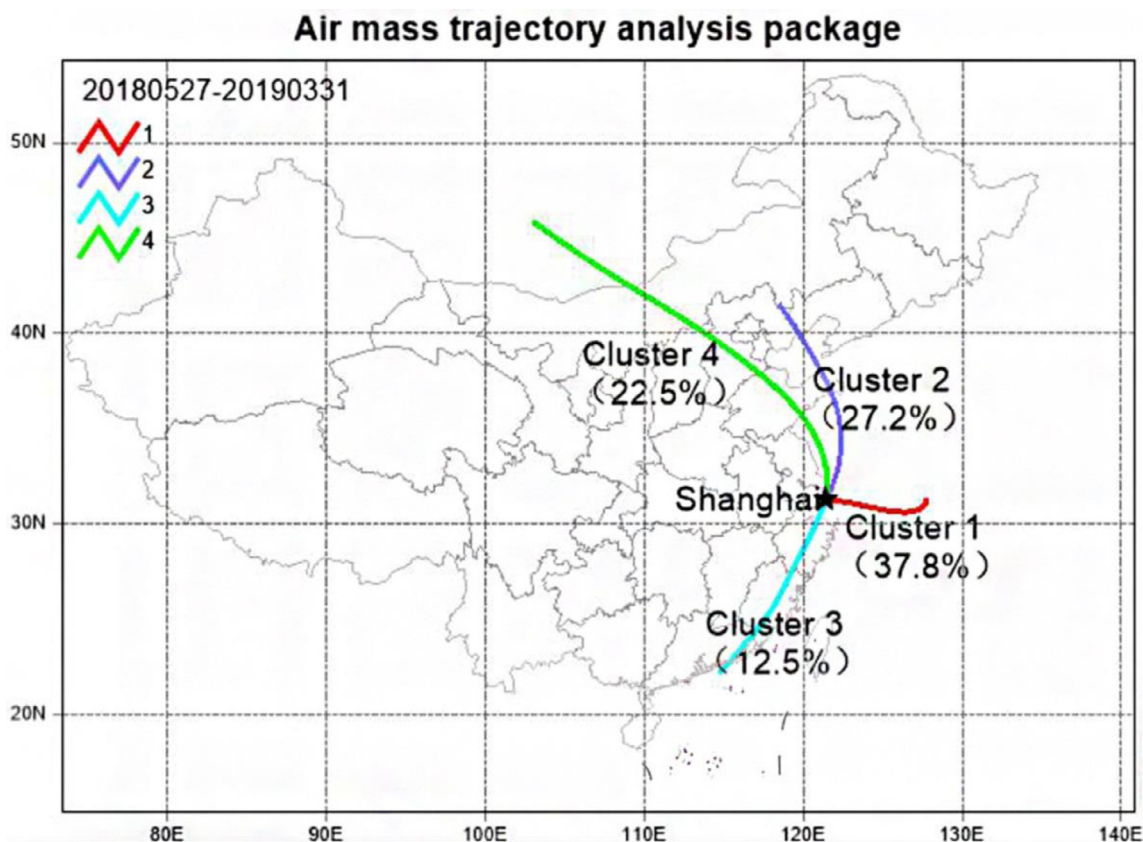 Air mass trajectory analysis package
20180527-20190331
1
2
3
4
50N
40N
30N
20N
Cluster 4
（22.5%）
Cluster 2
（27.2%）
Shanghai
Cluster 1
（37.8%）
Cluster 3
（12.5%）
80E 90E 100E 110E 120E 130E 140E